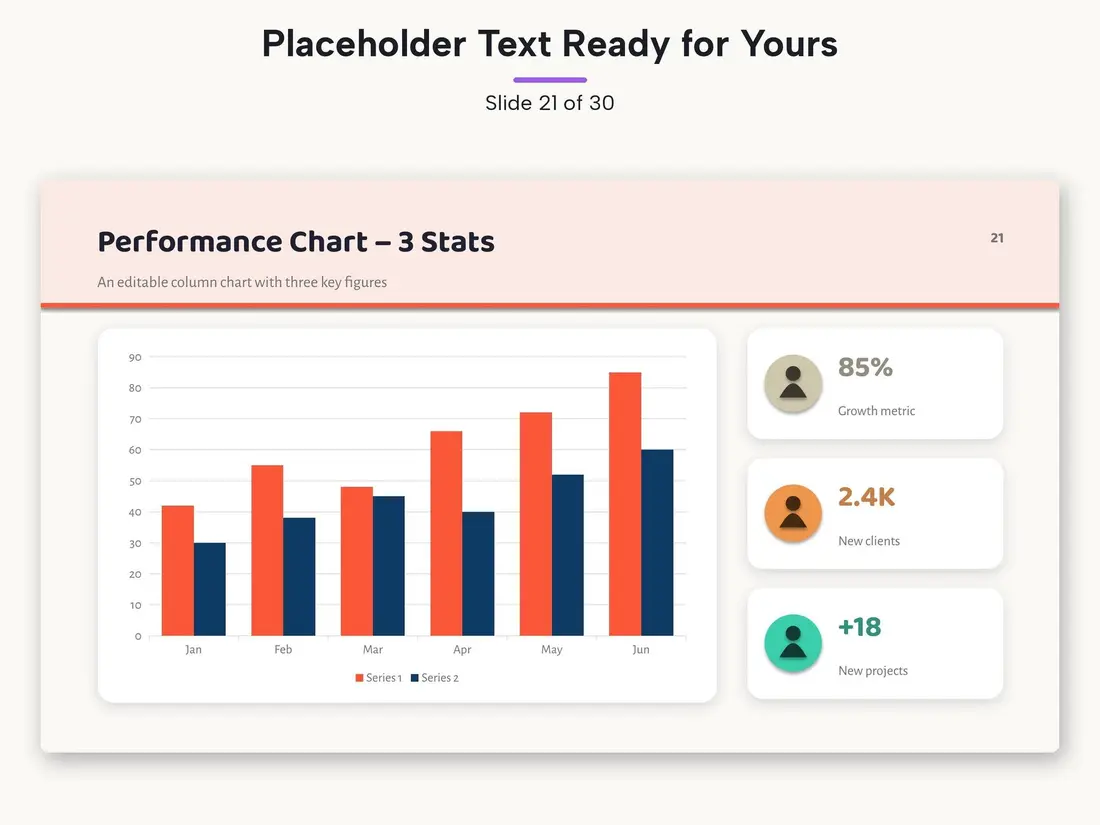 Placeholder Text Ready for Yours
Slide 21 of 30
Performance Chart – 3 Stats
21
An editable column chart with three key figures
90
80
70
60
50
40
30
20
10
0
Jan Feb Mar Apr May Jun
Series 1 Series 2
85%
Growth metric
2.4K
New clients
+18
New projects